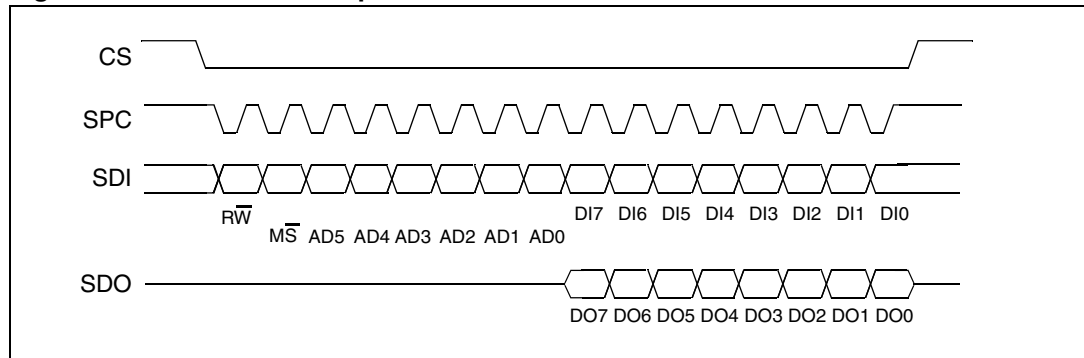 CS
SPC
SDI
DI7 DI6 DI5 DI4 DI3 DI2 DI1 DI0
RW̅
MS̅ AD5 AD4 AD3 AD2 AD1 AD0
SDO
DO7 DO6 DO5 DO4 DO3 DO2 DO1 DO0